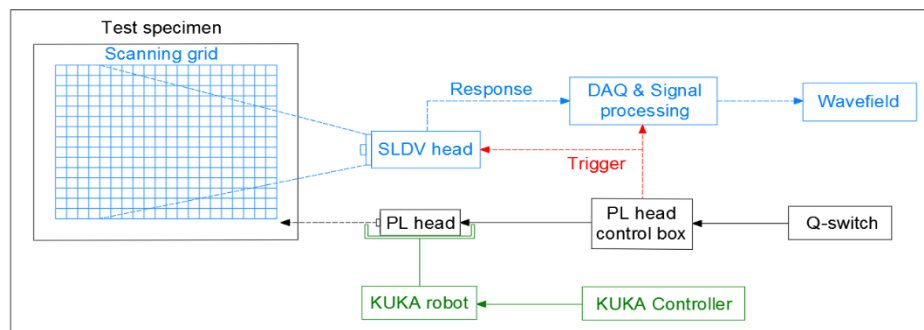 Test specimen
Scanning grid
Response
DAQ & Signal
processing
Wavefield
SLDV head
Trigger
PL head
PL head
control box
Q-switch
KUKA robot
KUKA Controller